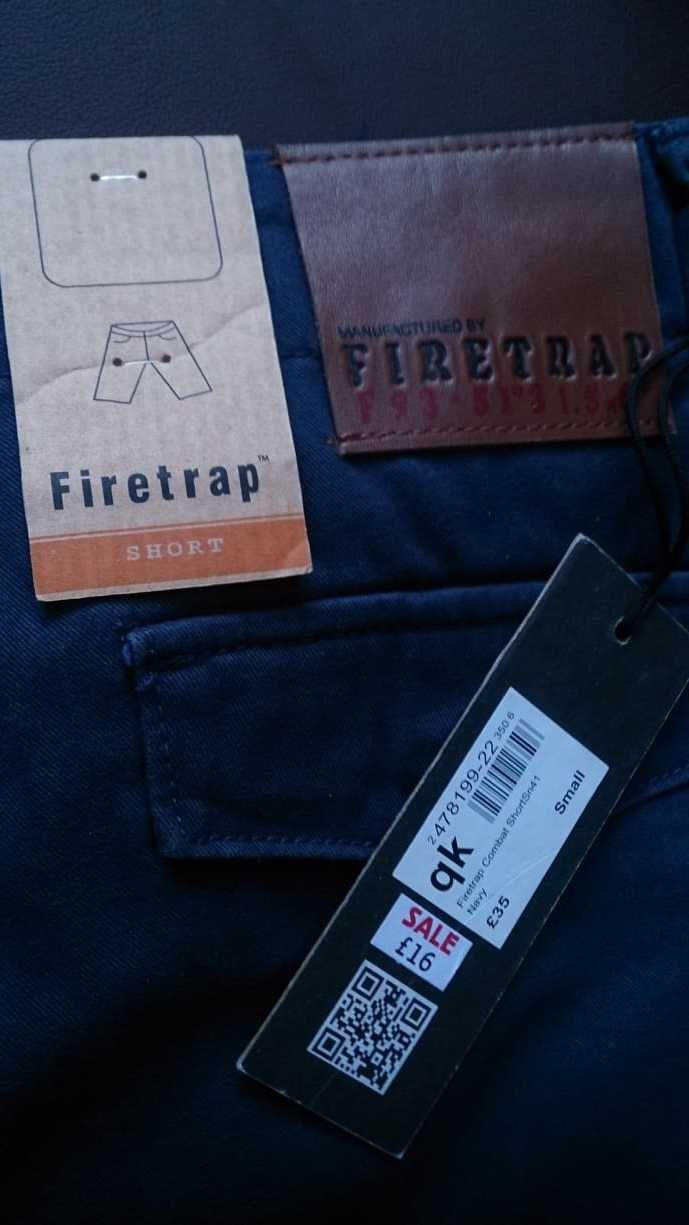 Firetrap™
SHORT
MANUFACTURED BY
FIRETRAP
2478199-22 350 6
qk
Firetrap Combat ShortSn41
Navy
Small
£35
SALE
£16